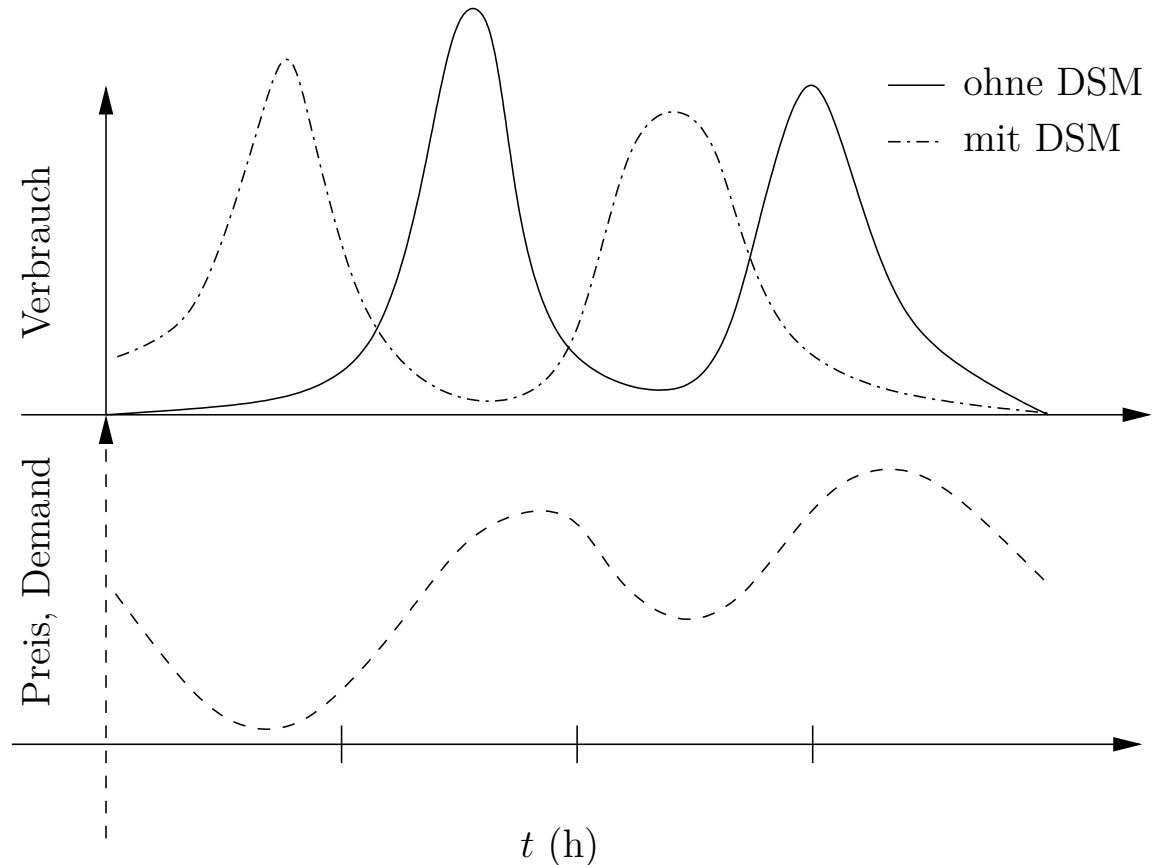 ohne DSM
mit DSM
Verbrauch
Preis, Demand
t (h)